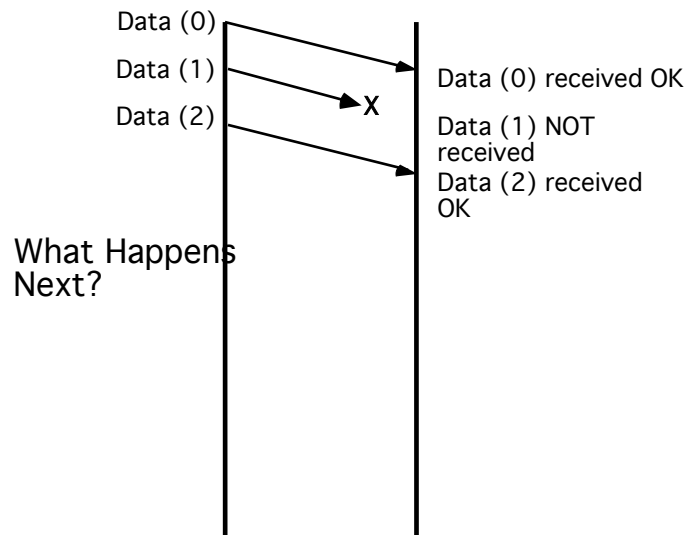 Data (0)
Data (1)
X
Data (2)
Data (0) received OK
Data (1) NOT
received
Data (2) received
OK
What Happens
Next?